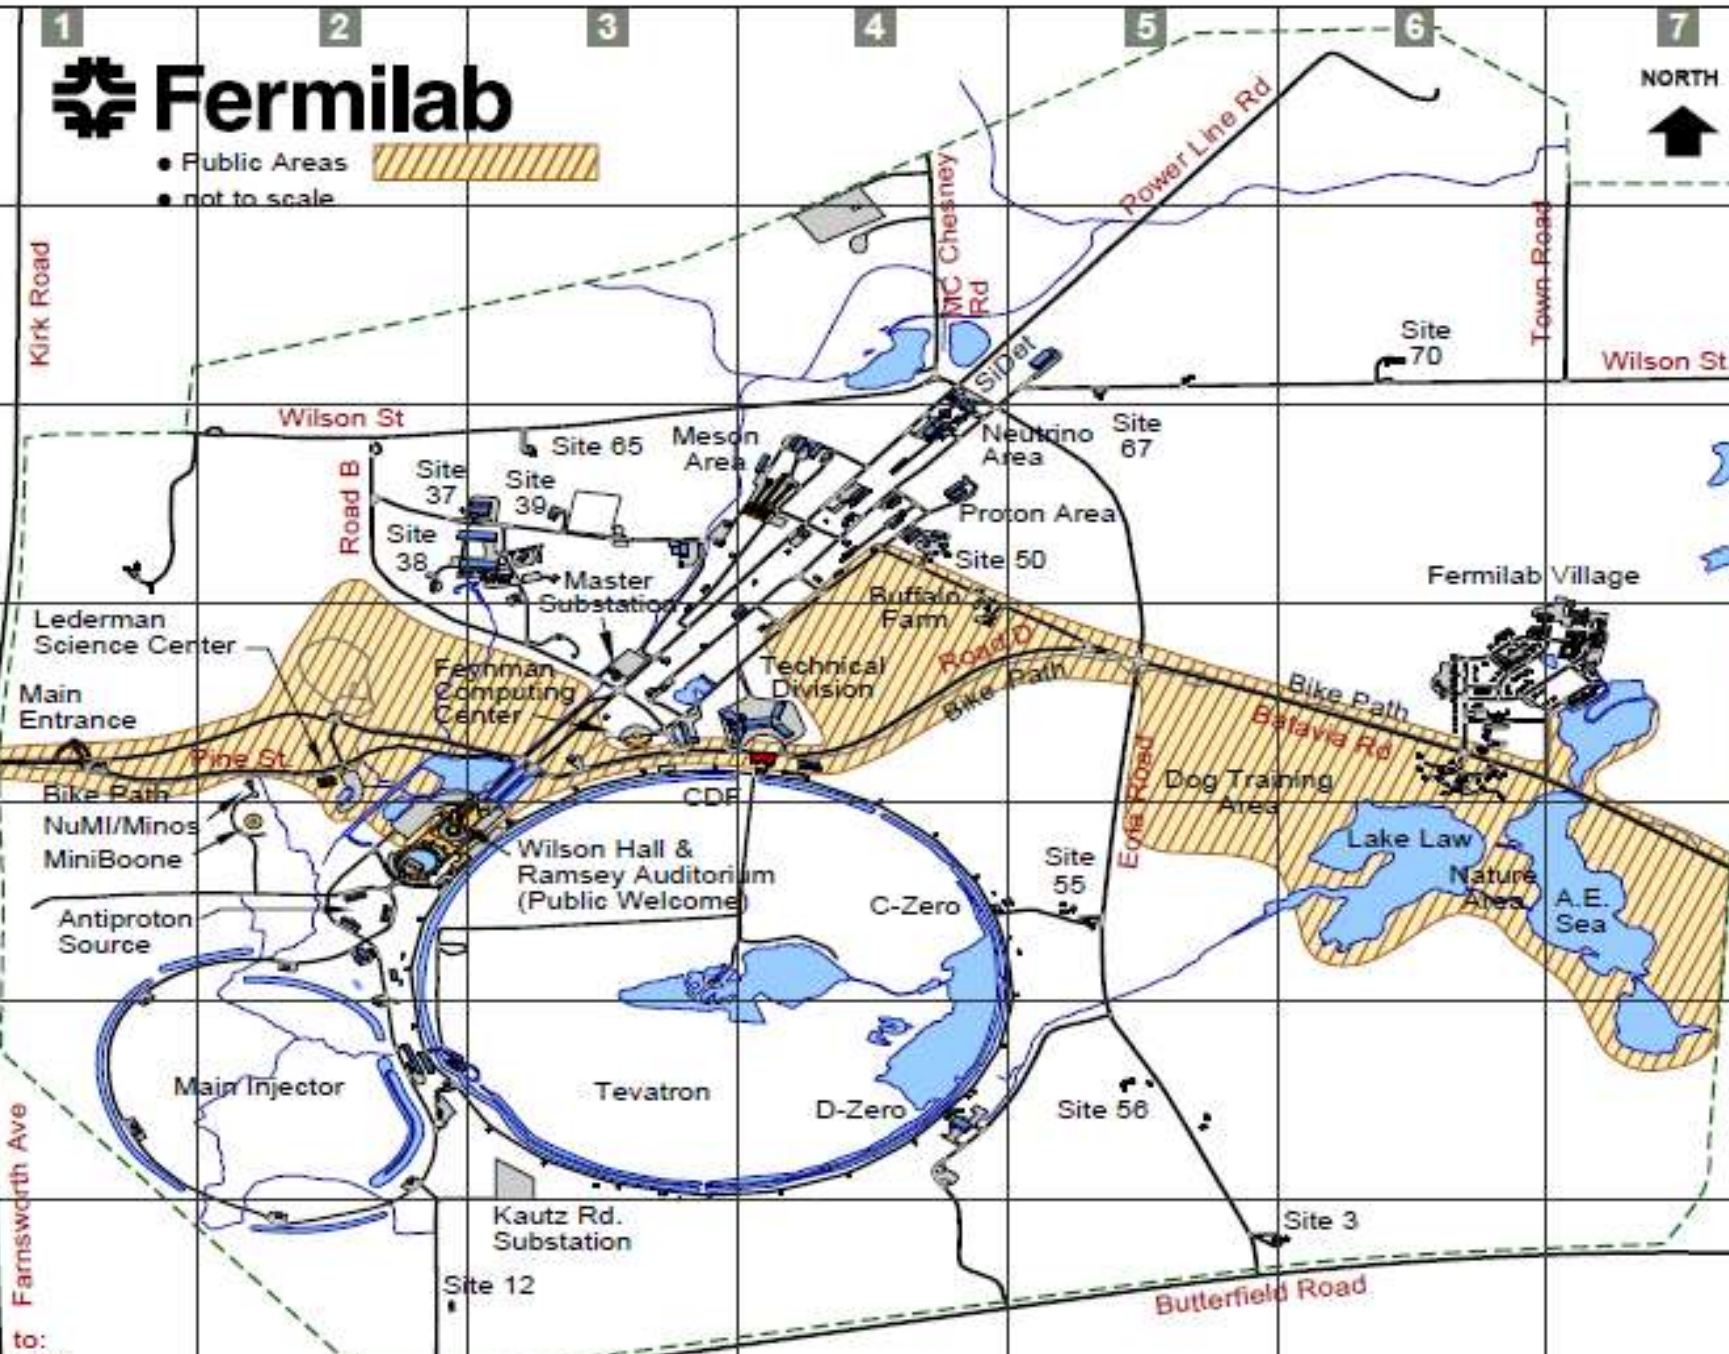 1
2
3
4
5
6
7
Fermilab
• Public Areas
• not to scale
NORTH
Kirk Road
MC Chesney
Rd
Power Line Rd
Town Road
Site
70
Wilson St
SiDet
Wilson St
Site 65
Meson
Area
Neutrino
Area
Site
67
Road B
Site
37
Site
39
Site
38
Proton Area
Site 50
Master
Substation
Buffalo
Farm
Fermilab Village
Lederman
Science Center
Main
Entrance
Feynman
Computing
Center
Technical
Division
Road D
Bike Path
Bike Path
Batavia Rd
Pine St
Bike Path
Eola Road
Dog Training
Area
CDF
NuMI/Minos
MiniBoone
Wilson Hall &
Ramsey Auditorium
(Public Welcome)
Site
55
Lake Law
Nature
Area
A.E.
Sea
C-Zero
Antiproton
Source
Main Injector
Tevatron
D-Zero
Site 56
Farnsworth Ave
to:
Kautz Rd.
Substation
Site 12
Site 3
Butterfield Road